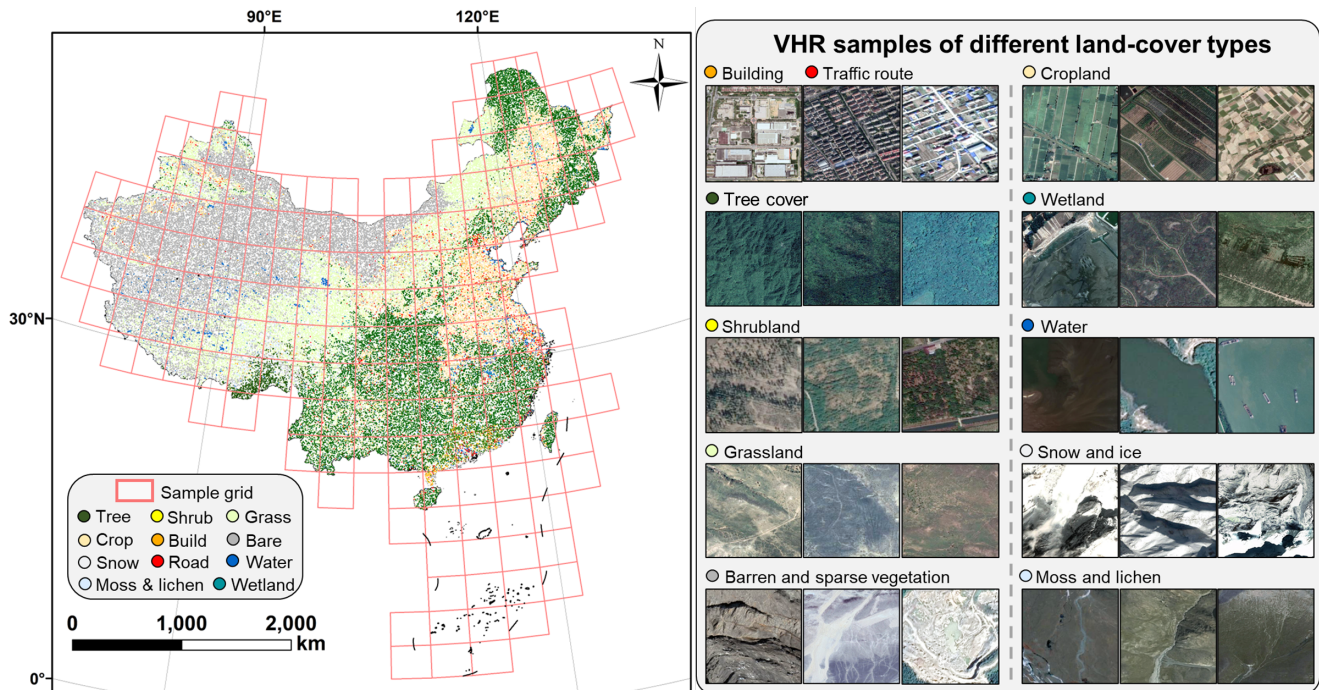 90°E 120°E
N
30°N
0°
Sample grid
Tree Shrub Grass
Crop Build Bare
Snow Road Water
Moss & lichen Wetland
0 1,000 2,000
km
VHR samples of different land-cover types
Building Traffic route Cropland
Tree cover Wetland
Shrubland Water
Grassland Snow and ice
Barren and sparse vegetation Moss and lichen